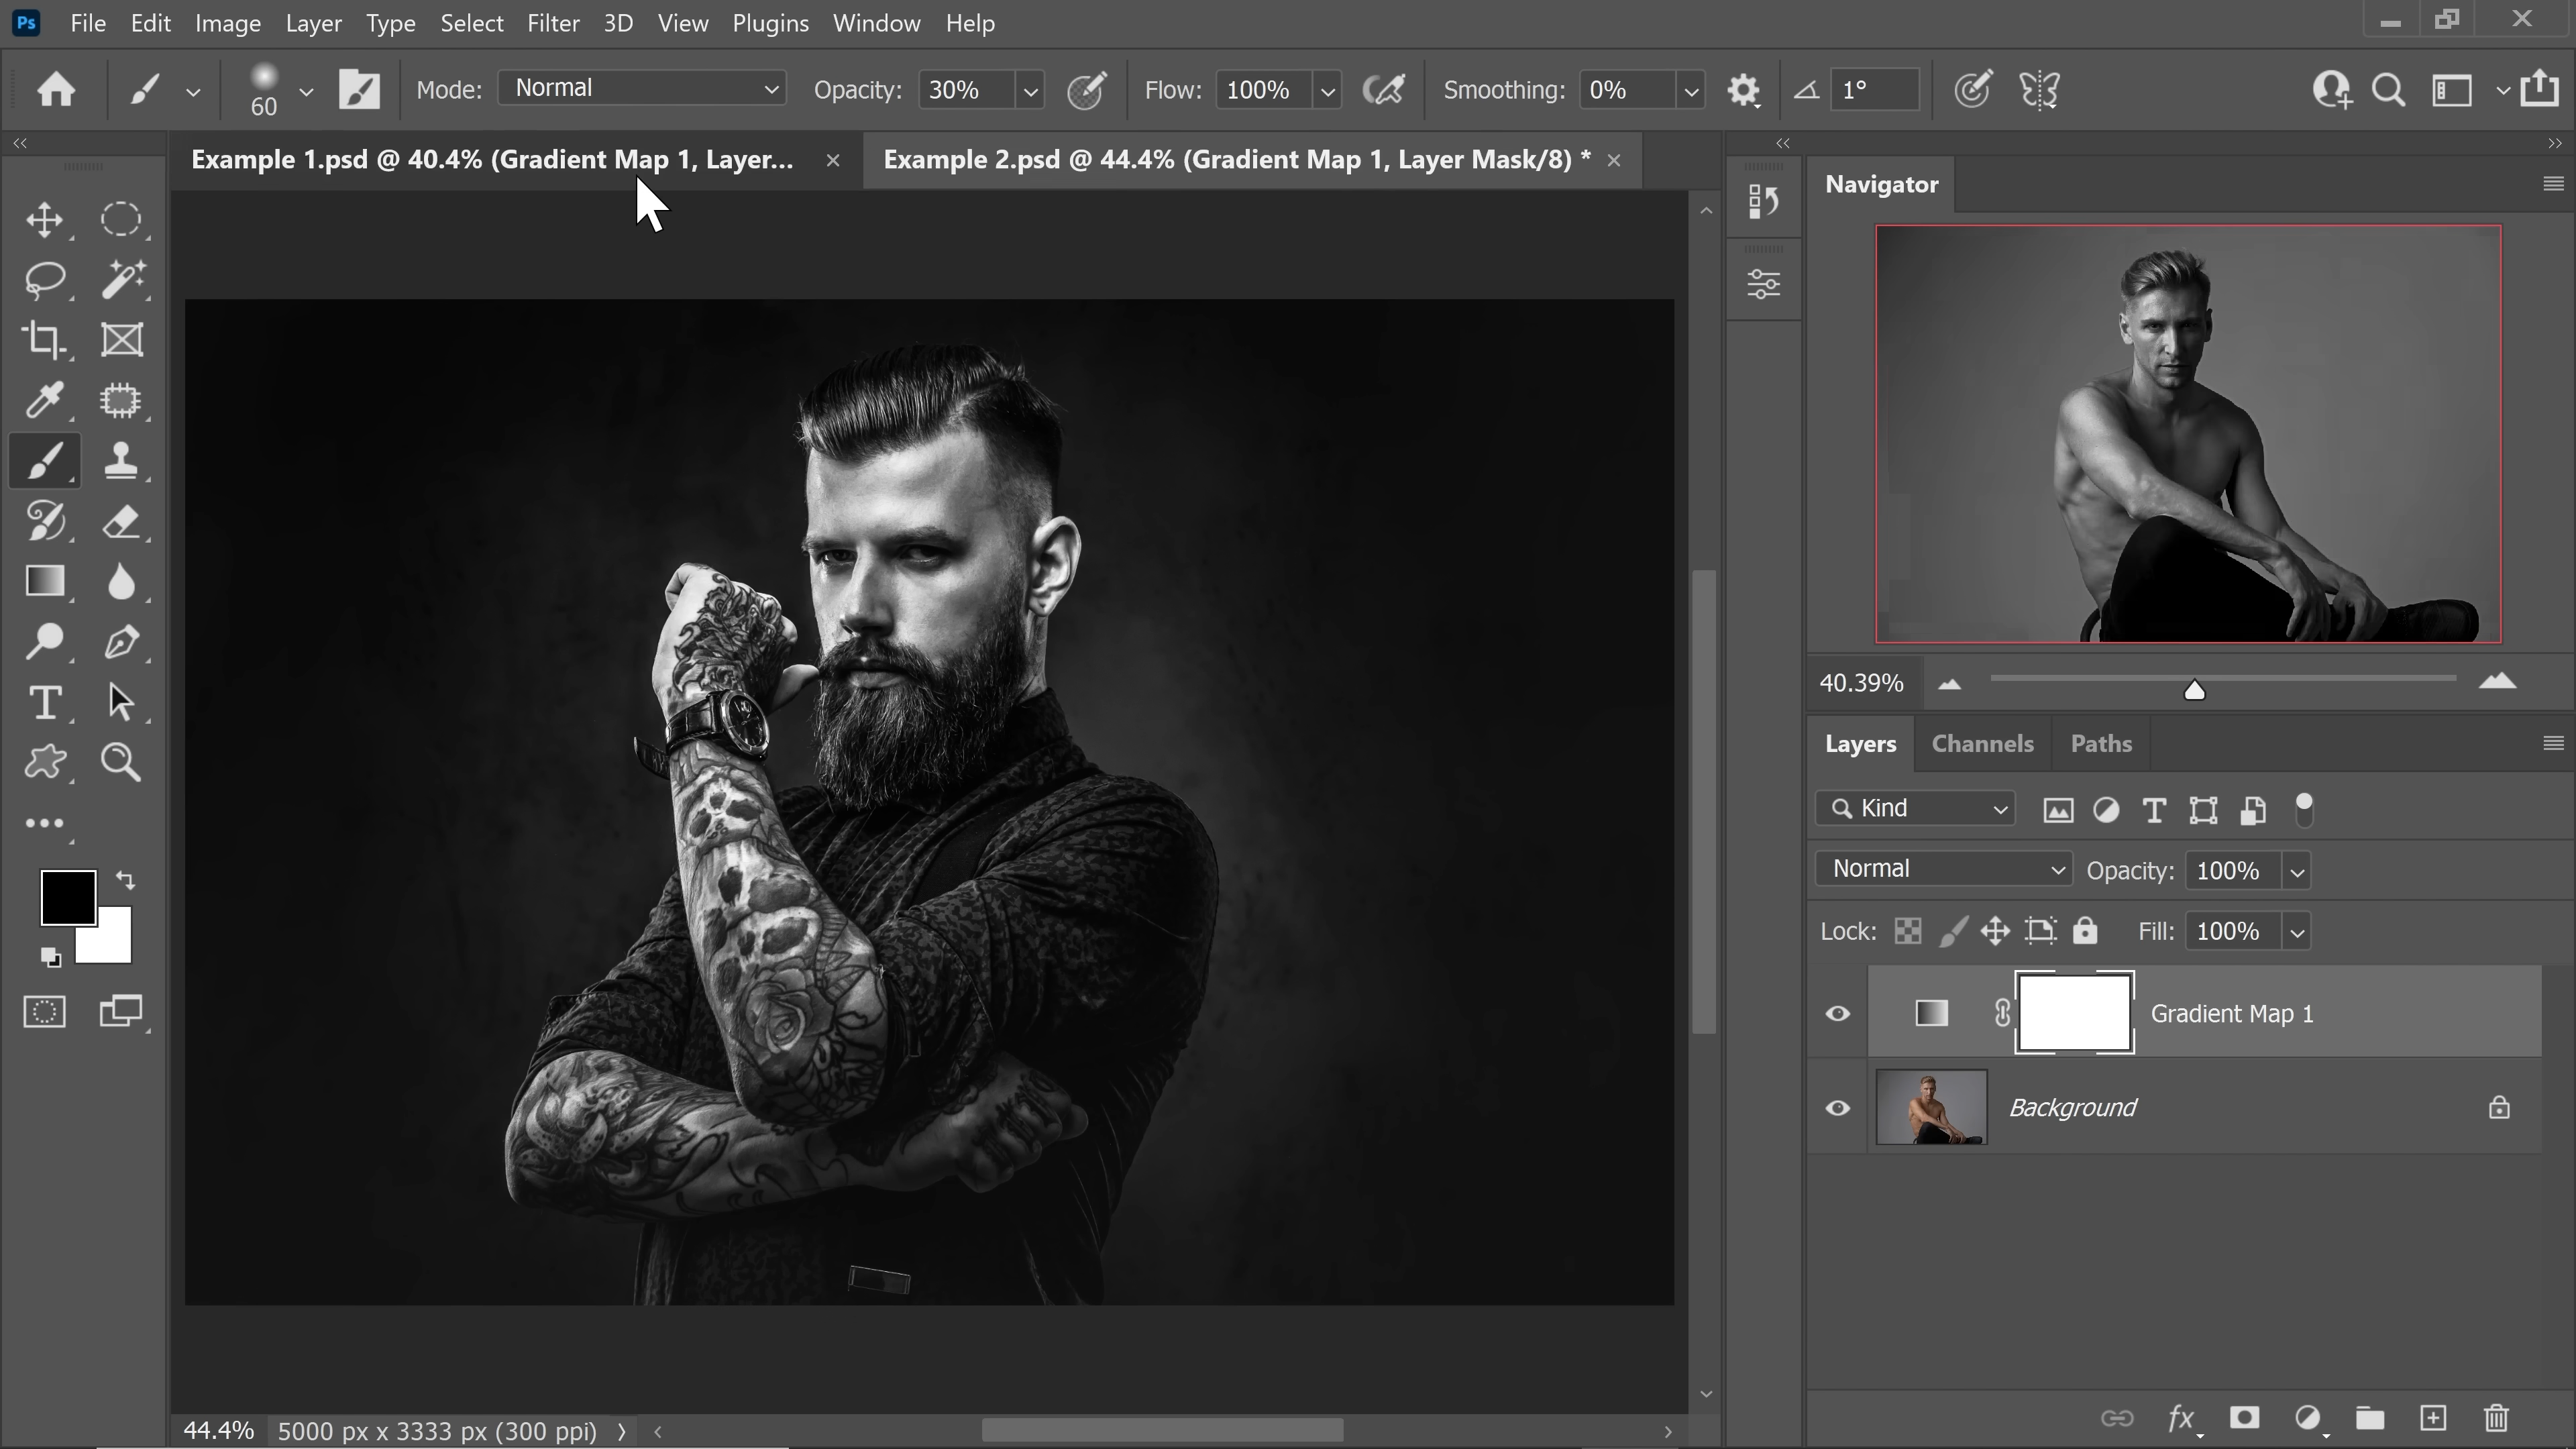 Ps File Edit Image Layer Type Select Filter 3D View Plugins Window Help
60 Mode: Normal Opacity: 30% Flow: 100% Smoothing: 0% 1°
Example 1.psd @ 40.4% (Gradient Map 1, Layer... Example 2.psd @ 44.4% (Gradient Map 1, Layer Mask/8) *
Navigator
40.39%
Layers Channels Paths
Kind
Normal Opacity: 100%
Lock: Fill: 100%
Gradient Map 1
Background
fx
44.4% 5000 px x 3333 px (300 ppi)